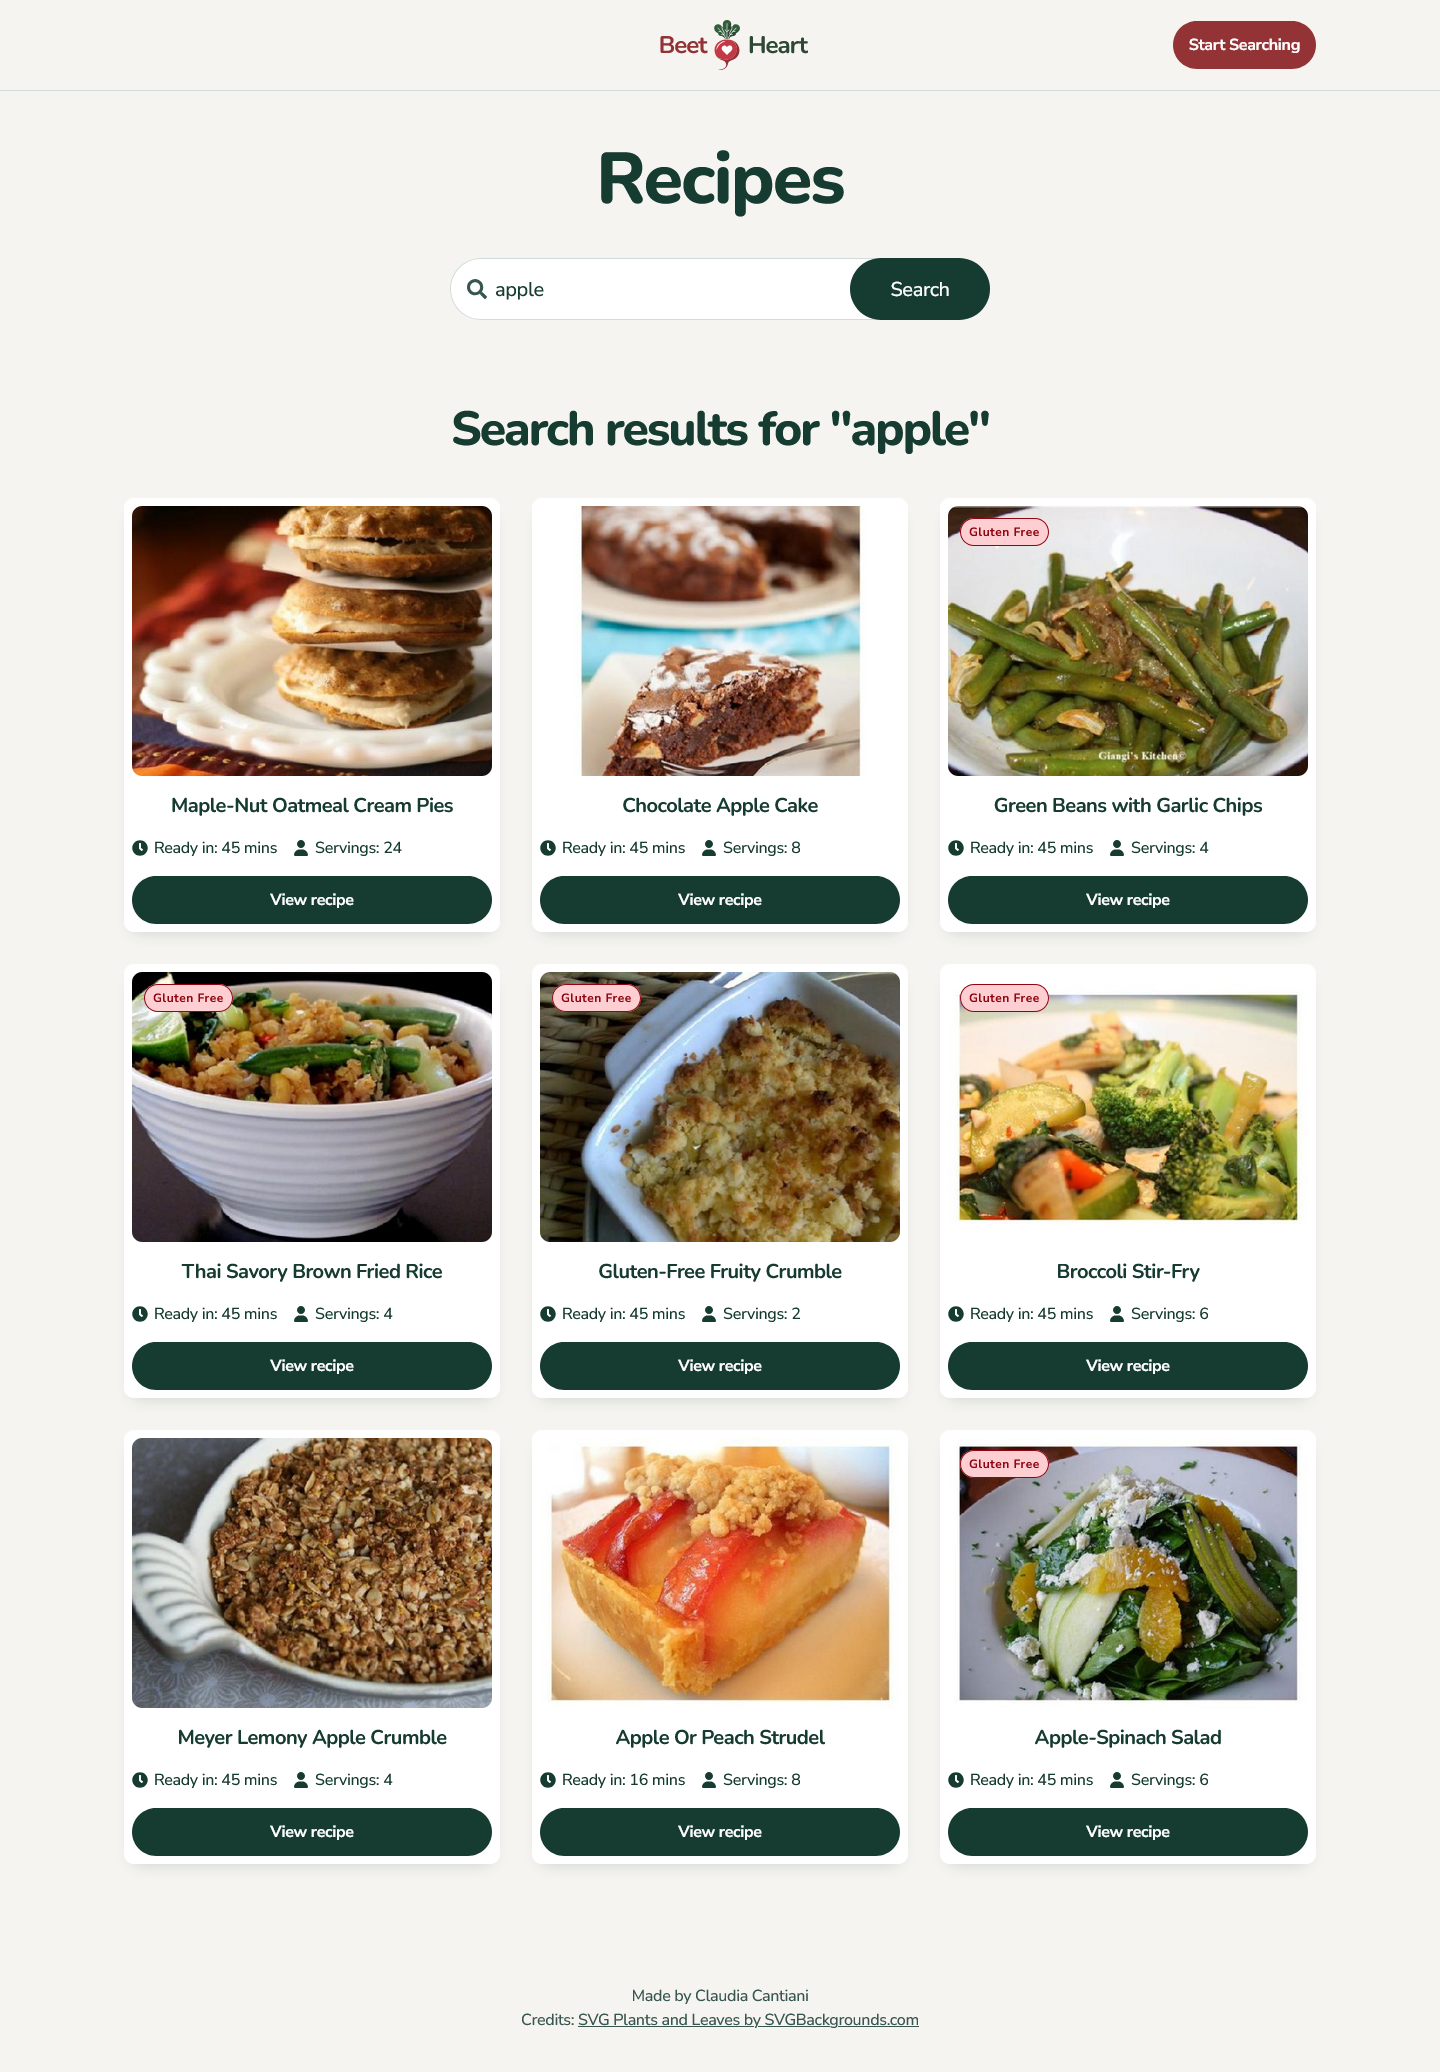 Beet Heart
Start Searching
Recipes
apple
Search
Search results for "apple"
Maple-Nut Oatmeal Cream Pies
Ready in: 45 mins Servings: 24
View recipe
Chocolate Apple Cake
Ready in: 45 mins Servings: 8
View recipe
Gluten Free
Giangi's Kitchen©
Green Beans with Garlic Chips
Ready in: 45 mins Servings: 4
View recipe
Gluten Free
Thai Savory Brown Fried Rice
Ready in: 45 mins Servings: 4
View recipe
Gluten Free
Gluten-Free Fruity Crumble
Ready in: 45 mins Servings: 2
View recipe
Gluten Free
Broccoli Stir-Fry
Ready in: 45 mins Servings: 6
View recipe
Meyer Lemony Apple Crumble
Ready in: 45 mins Servings: 4
View recipe
Apple Or Peach Strudel
Ready in: 16 mins Servings: 8
View recipe
Gluten Free
Apple-Spinach Salad
Ready in: 45 mins Servings: 6
View recipe
Made by Claudia Cantiani
Credits: SVG Plants and Leaves by SVGBackgrounds.com